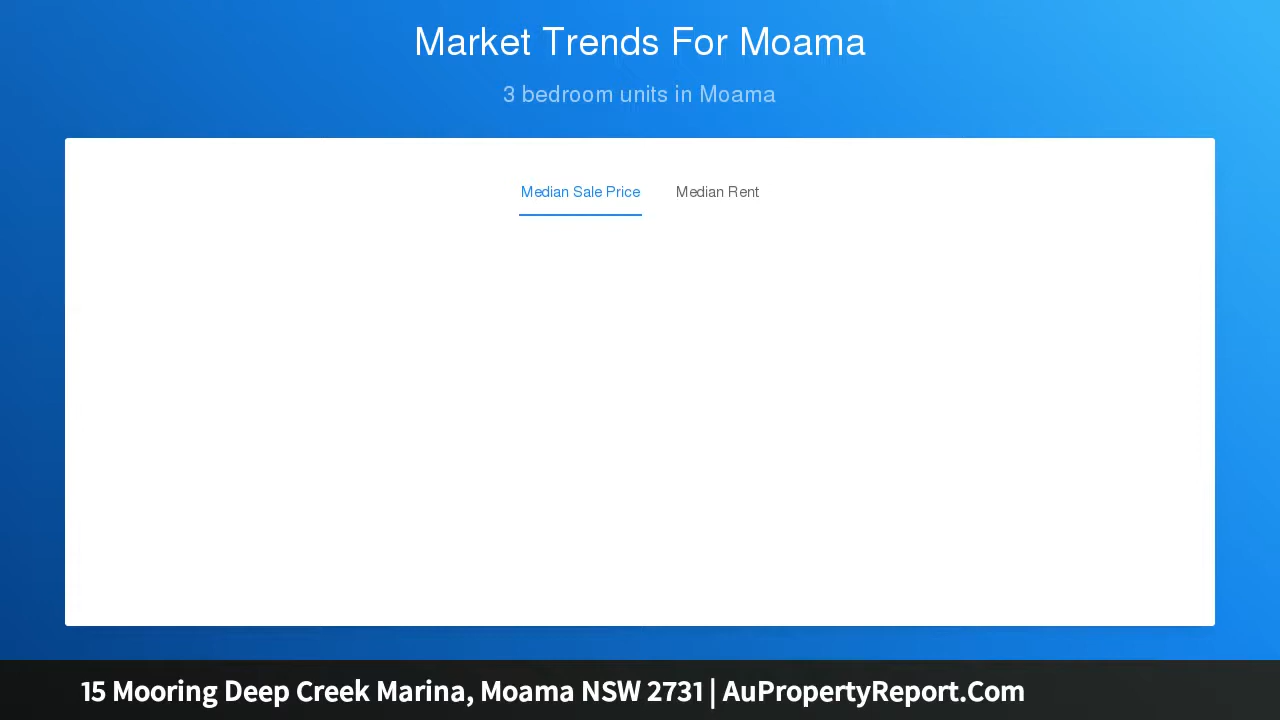 Market Trends For Moama
3 bedroom units in Moama
Median Sale Price Median Rent
15 Mooring Deep Creek Marina, Moama NSW 2731 | AuPropertyReport.Com